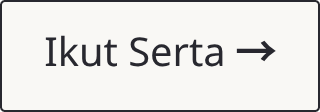 Ikut Serta →